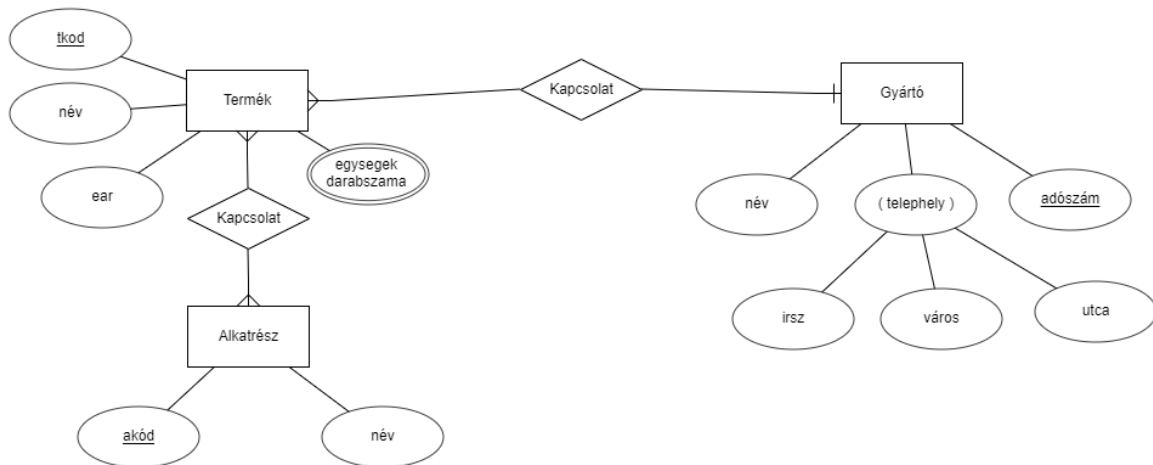 tkod
név
ear
Termék
egysegek
darabszama
Kapcsolat
Alkatrész
akód
név
Kapcsolat
Gyártó
név
( telephely )
adószám
irsz
város
utca